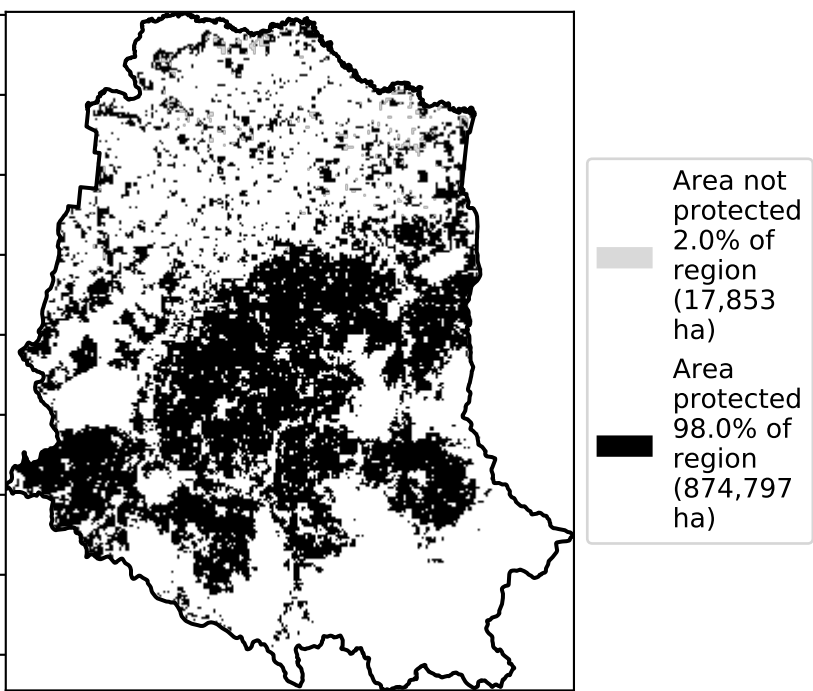 Area not
protected
2.0% of
region
(17,853
ha)
Area
protected
98.0% of
region
(874,797
ha)